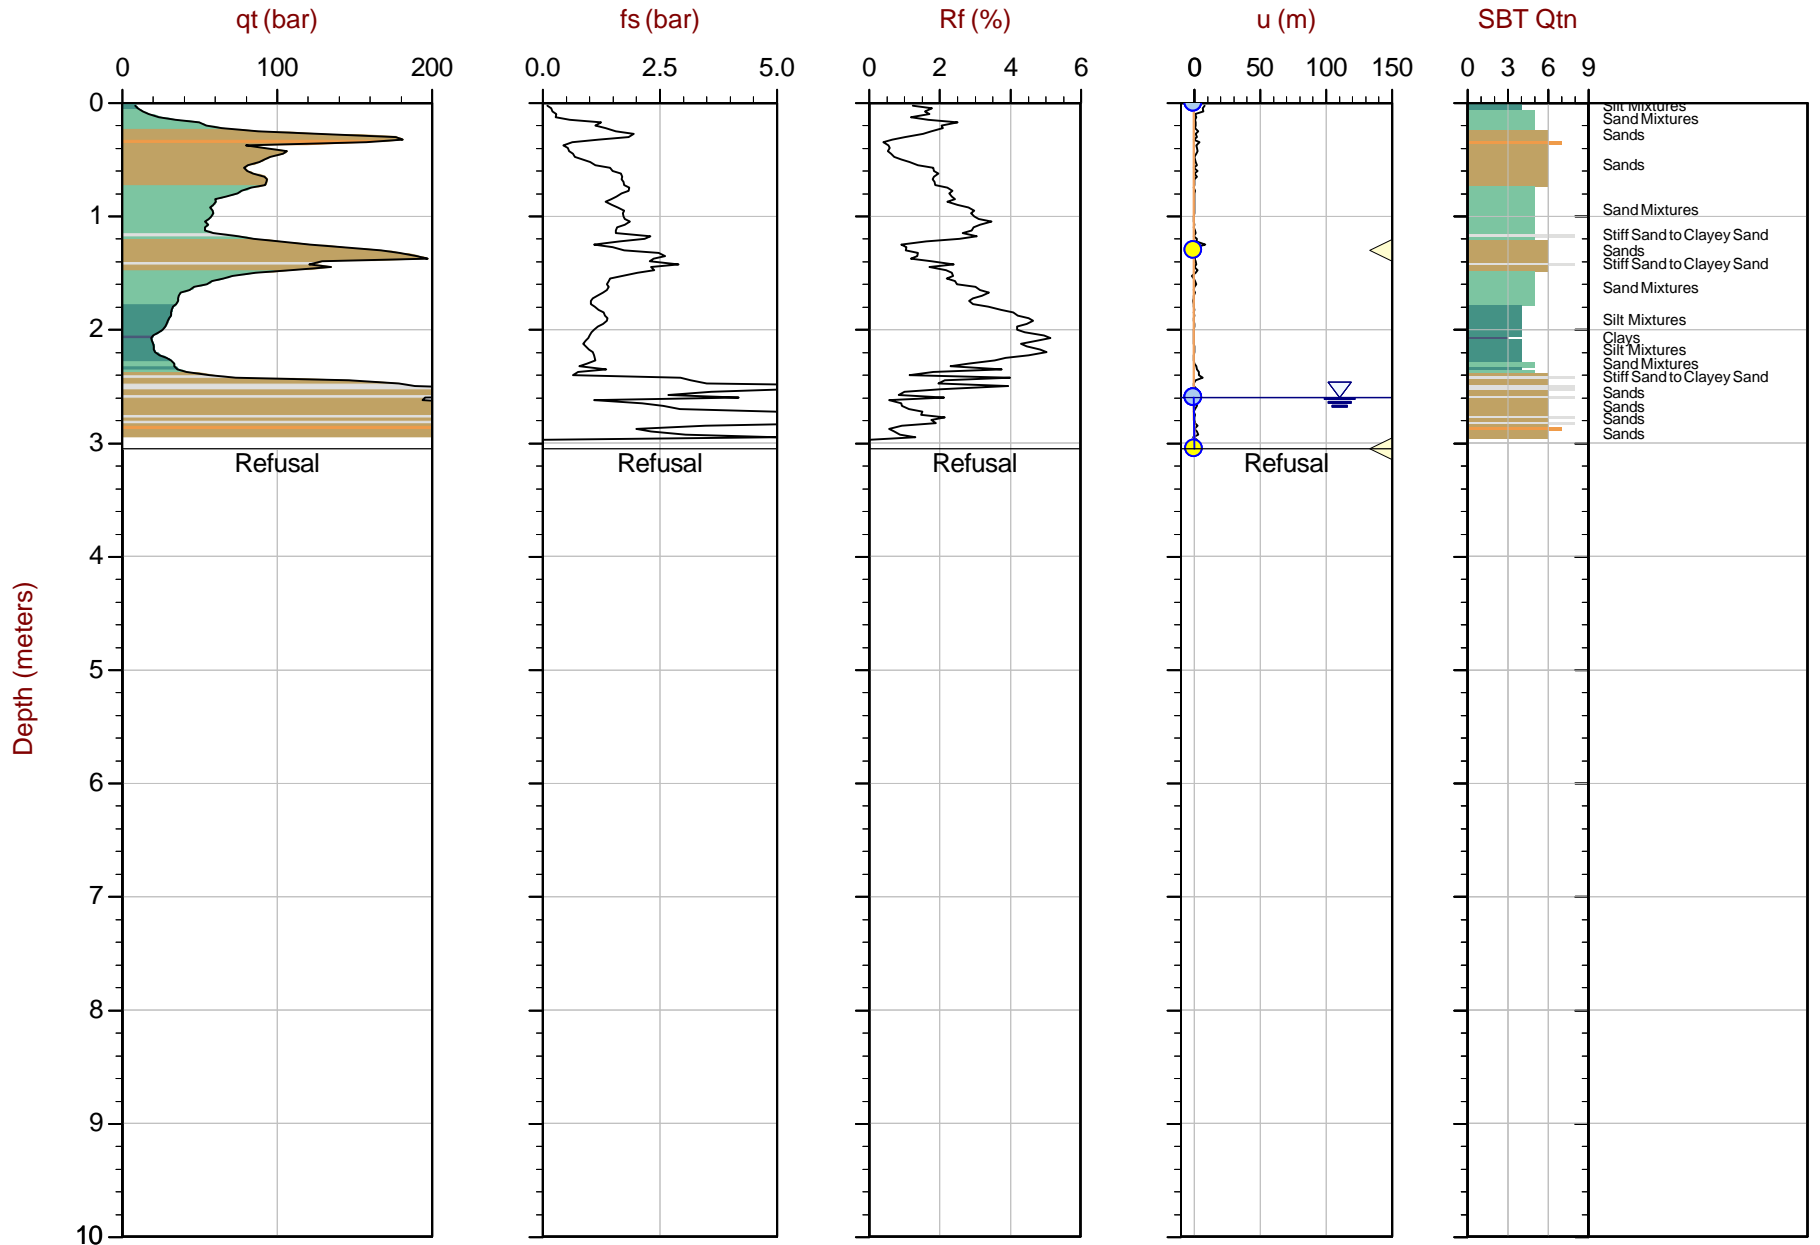 qt (bar) fs (bar) Rf (%) u (m) SBT Qtn
0 100 200 0.0 2.5 5.0 0 2 4 6 0 50 100 150 0 3 6 9
0
Silt Mixtures
Sand Mixtures
Sands
Sands
Sand Mixtures
1
Stiff Sand to Clayey Sand
Sands
Stiff Sand to Clayey Sand
Sand Mixtures
Silt Mixtures
2
Clays
Silt Mixtures
Sand Mixtures
Stiff Sand to Clayey Sand
Sands
Sands
Sands
Sands
3
Refusal Refusal Refusal Refusal
4
5
Depth (meters)
6
7
8
9
10